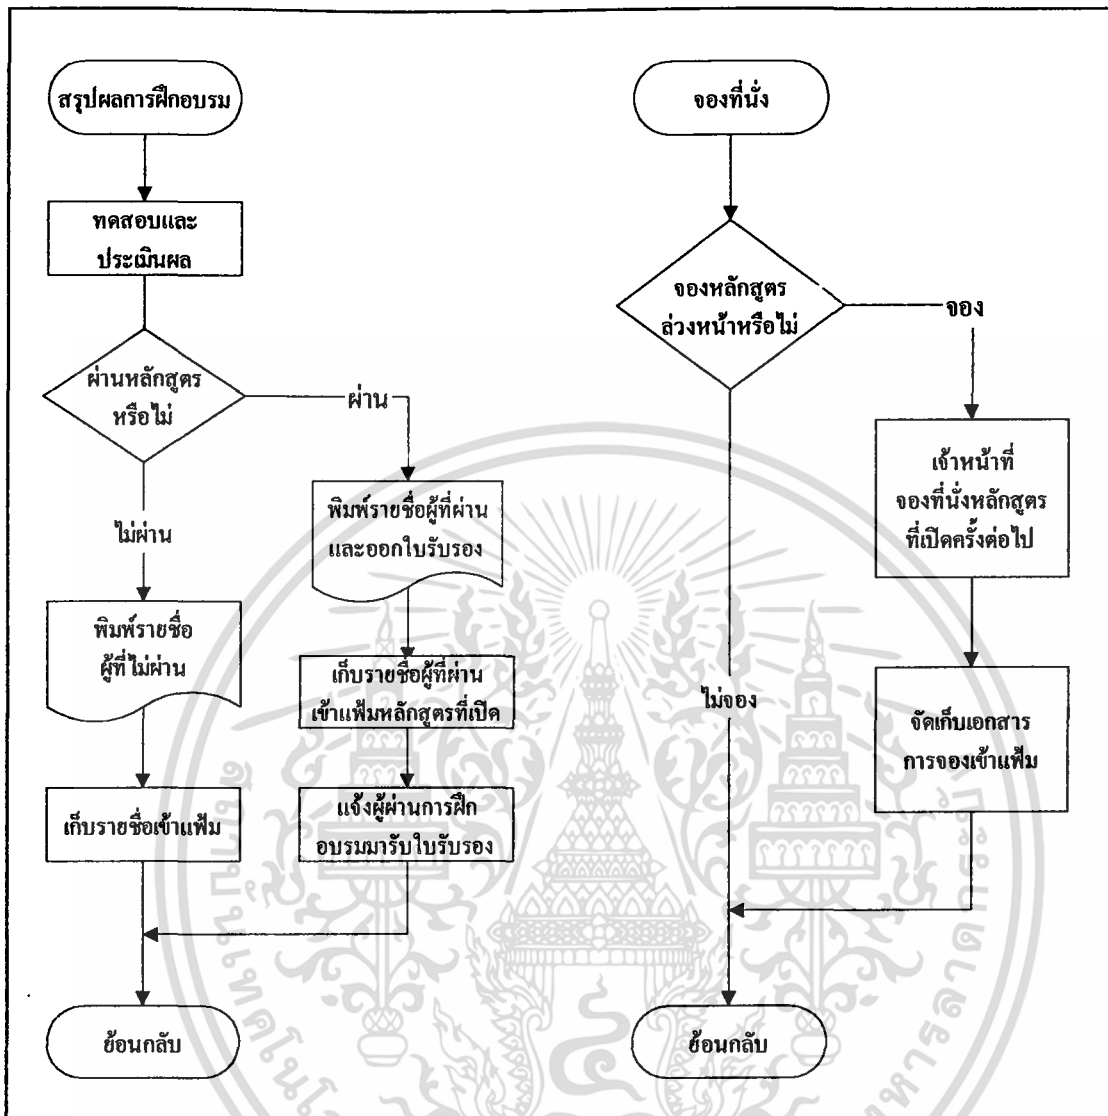 สรุปผลการฝึกอบรม
ทดสอบและ
ประเมินผล
ผ่านหลักสูตร
หรือไม่
ผ่าน
ไม่ผ่าน
พิมพ์รายชื่อผู้ที่ผ่าน
และออกใบรับรอง
พิมพ์รายชื่อ
ผู้ที่ไม่ผ่าน
เก็บรายชื่อผู้ที่ผ่าน
เข้าแฟ้มหลักสูตรที่เปิด
เก็บรายชื่อเข้าแฟ้ม
แจ้งผู้ผ่านการฝึก
อบรมมารับใบรับรอง
ย้อนกลับ
จองที่นั่ง
จองหลักสูตร
ล่วงหน้าหรือไม่
จอง
เจ้าหน้าที่
จองที่นั่งหลักสูตร
ที่เปิดครั้งต่อไป
ไม่จอง
จัดเก็บเอกสาร
การจองเข้าแฟ้ม
ย้อนกลับ